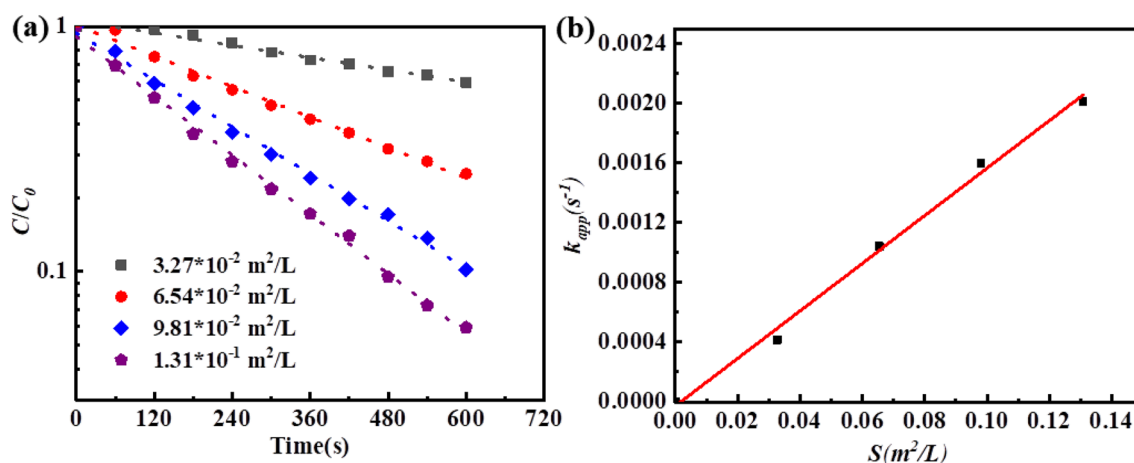 (a)
1
0.1
C/C0
3.27*10-2 m2/L
6.54*10-2 m2/L
9.81*10-2 m2/L
1.31*10-1 m2/L
0 120 240 360 480 600 720
Time(s)
(b)
0.0024
0.0020
0.0016
0.0012
0.0008
0.0004
0.0000
kapp(s-1)
0.00 0.02 0.04 0.06 0.08 0.10 0.12 0.14
S(m2/L)